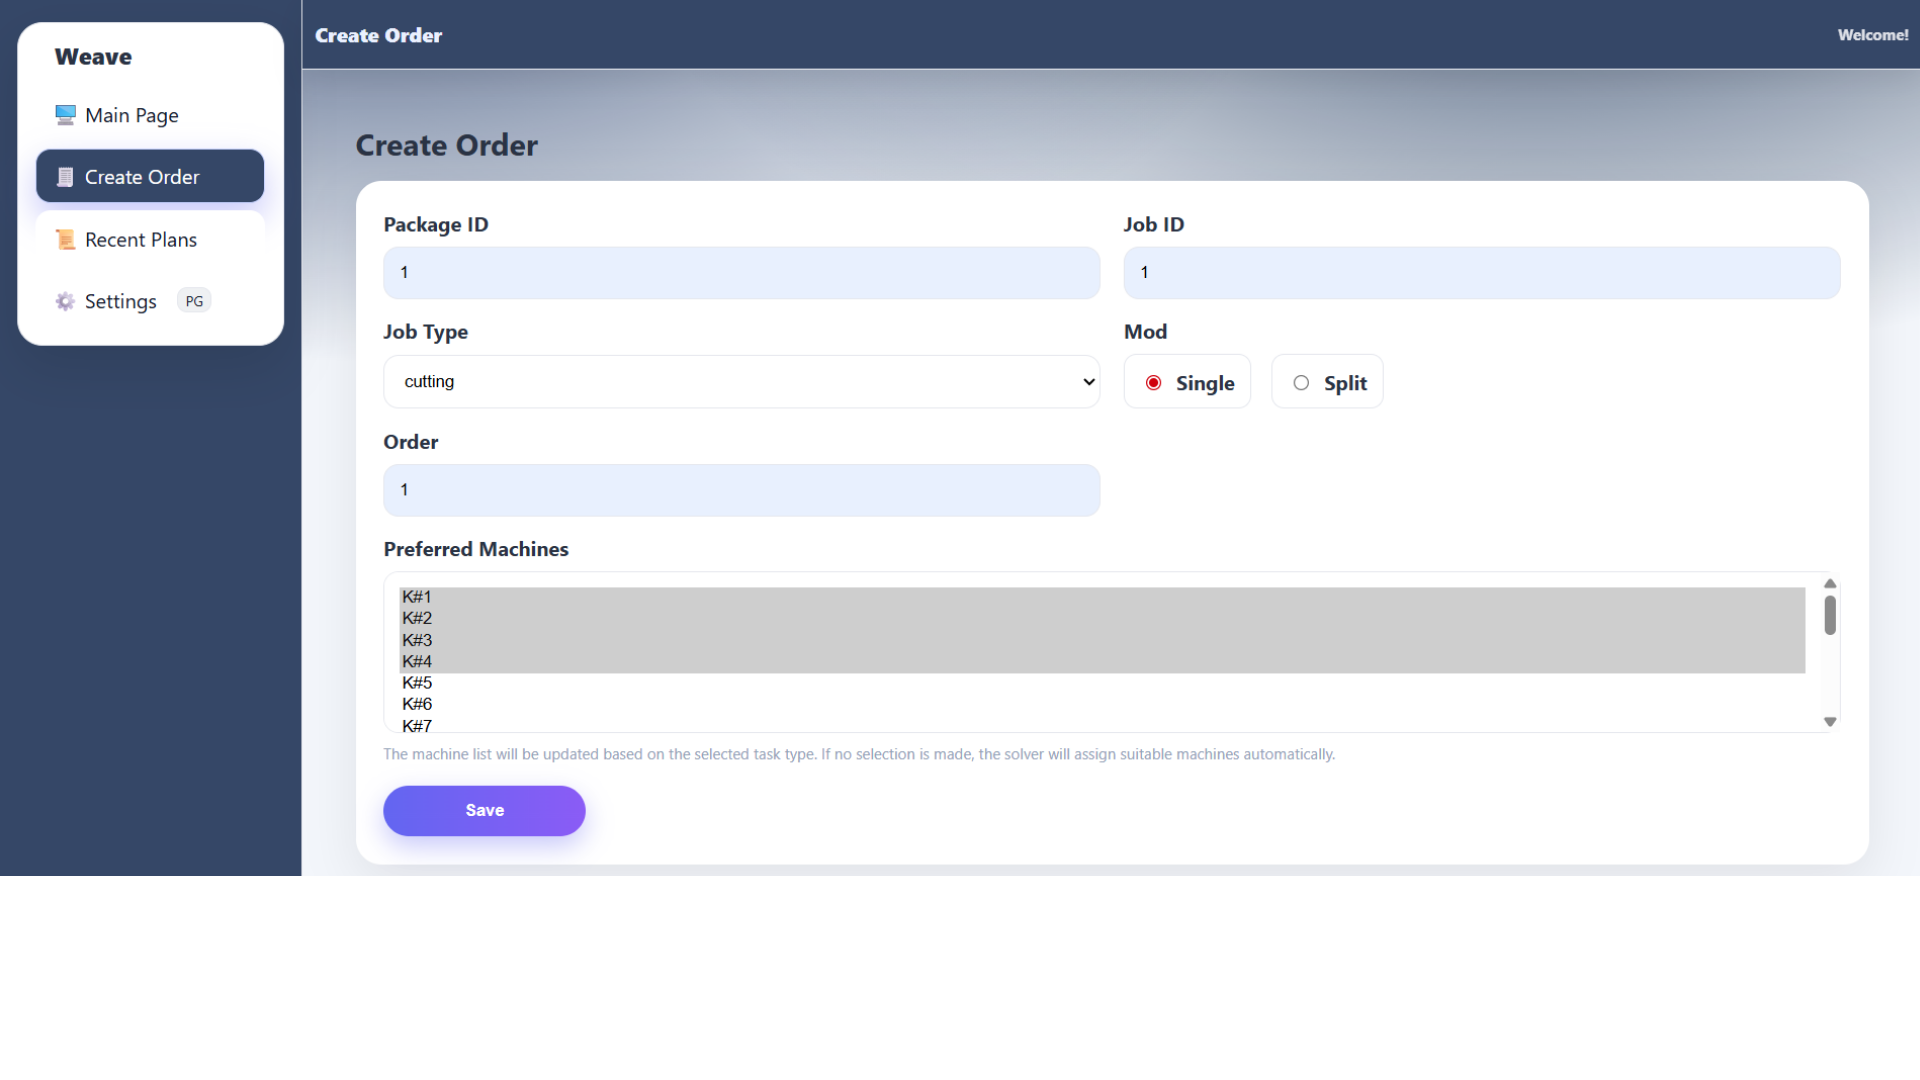 Weave
Main Page
Create Order
Recent Plans
Settings PG
Create Order
Welcome!
Create Order
Package ID
1
Job ID
1
Job Type
cutting
Mod
Single
Split
Order
1
Preferred Machines
K#1
K#2
K#3
K#4
K#5
K#6
K#7
The machine list will be updated based on the selected task type. If no selection is made, the solver will assign suitable machines automatically.
Save